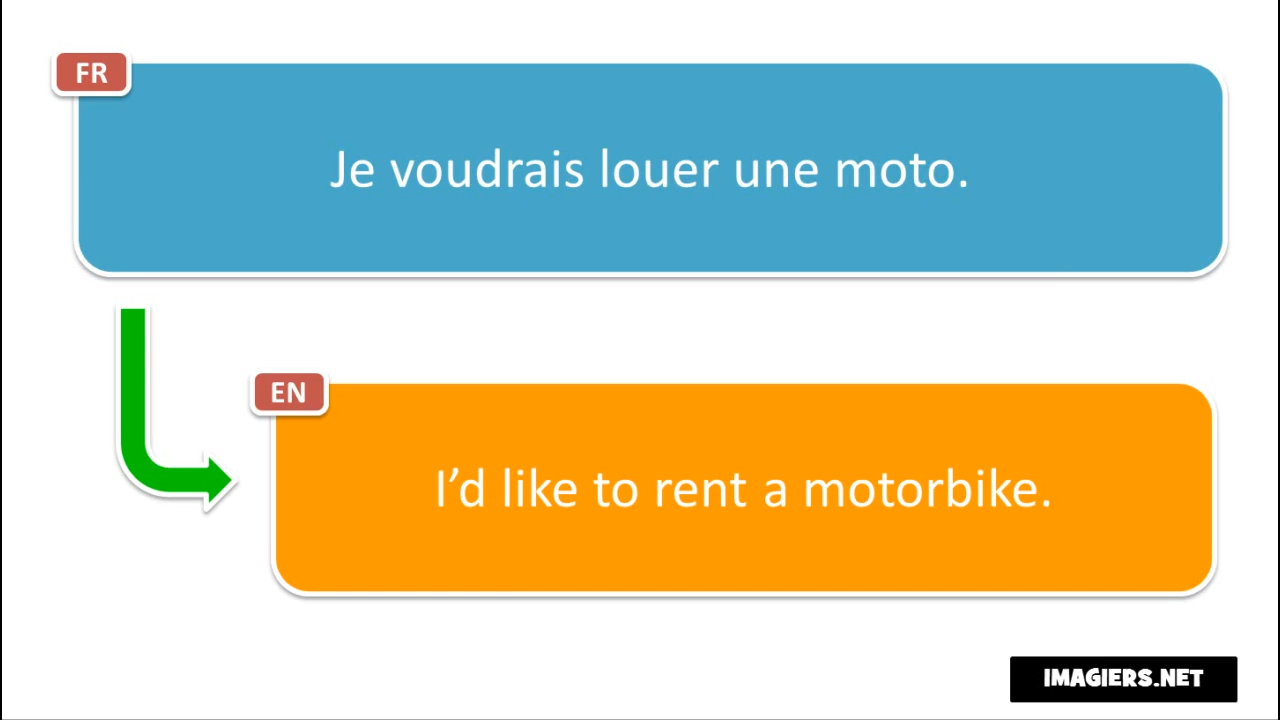 FR
Je voudrais louer une moto.
EN
I’d like to rent a motorbike.
IMAGIERS.NET